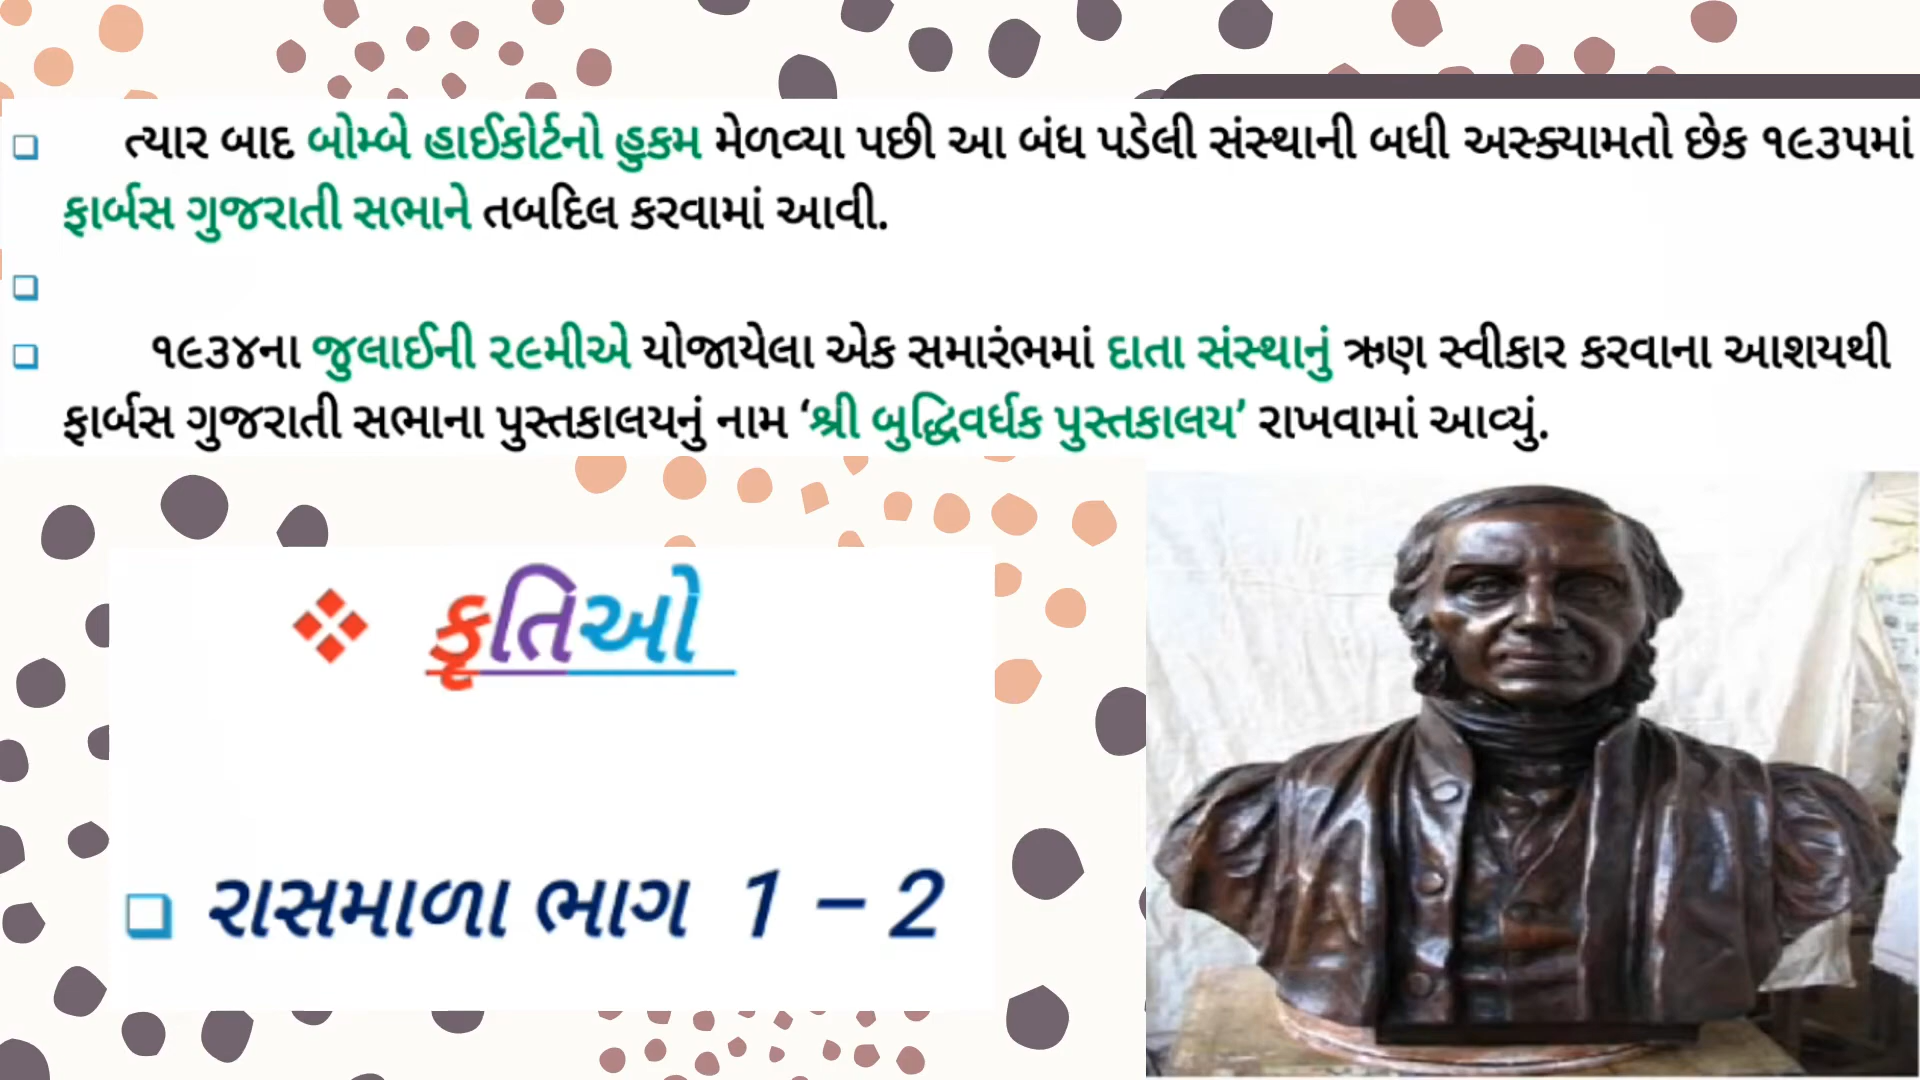 ત્યાર બાદ બોમ્બે હાઈકોર્ટનો હુકમ મેળવ્યા પછી આ બંધ પડેલી સંસ્થાની બધી અસ્ક્યામતો છેક ૧૯૩૫માં
ફાર્બસ ગુજરાતી સભાને તબદિલ કરવામાં આવી.
૧૯૩૪ના જુલાઈની ૨૯મીએ યોજાયેલા એક સમારંભમાં દાતા સંસ્થાનું ઋણ સ્વીકાર કરવાના આશયથી
ફાર્બસ ગુજરાતી સભાના પુસ્તકાલયનું નામ ‘શ્રી બુદ્ધિવર્ધક પુસ્તકાલય’ રાખવામાં આવ્યું.
કૃતિઓ
રાસમાળા ભાગ 1 – 2